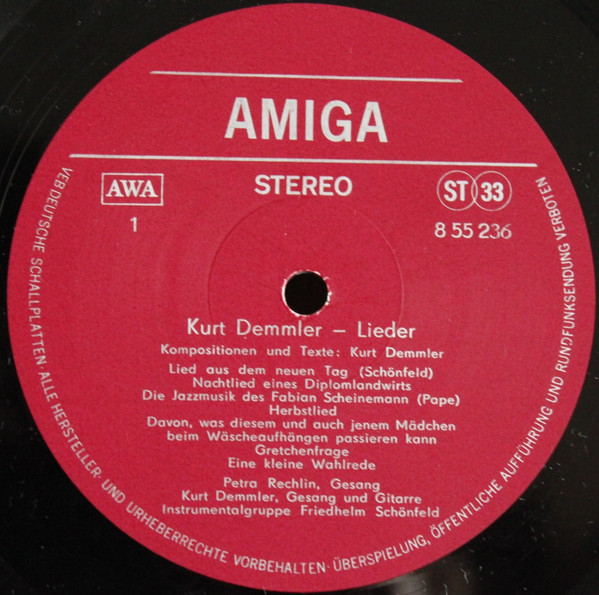 AMIGA
AWA
STEREO
ST 33
1
8 55 236
Kurt Demmler – Lieder
Kompositionen und Texte: Kurt Demmler
Lied aus dem neuen Tag (Schönfeld)
Nachtlied eines Diplomlandwirts
Die Jazzmusik des Fabian Scheinemann (Pape)
Herbstlied
Davon, was diesem und auch jenem Mädchen
beim Wäscheaufhängen passieren kann
Gretchenfrage
Eine kleine Wahlrede
Petra Rechlin, Gesang
Kurt Demmler, Gesang und Gitarre
Instrumentalgruppe Friedhelm Schönfeld
VEB DEUTSCHE SCHALLPLATTEN · ALLE HERSTELLER- UND URHEBERRECHTE VORBEHALTEN · ÜBERSPIELUNG, ÖFFENTLICHE AUFFÜHRUNG UND RUNDFUNKSENDUNG VERBOTEN